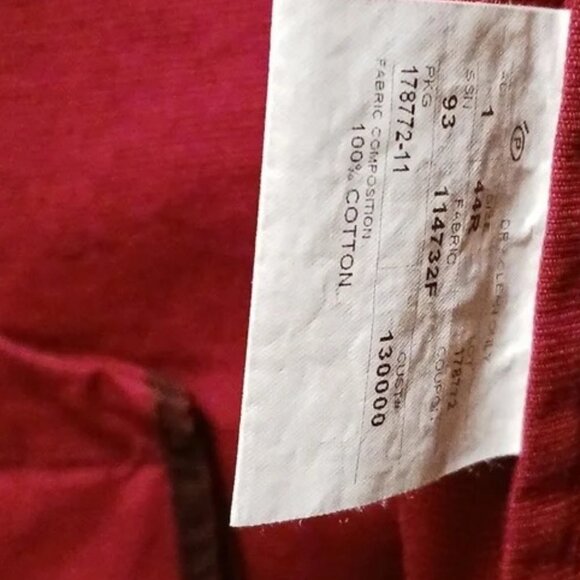 P DRY CLEAN ONLY
1 44R 178772
SSN FABRIC COUPON
93 114732F
PKG
178772-11 CUST#
130000
FABRIC COMPOSITION
100% COTTON